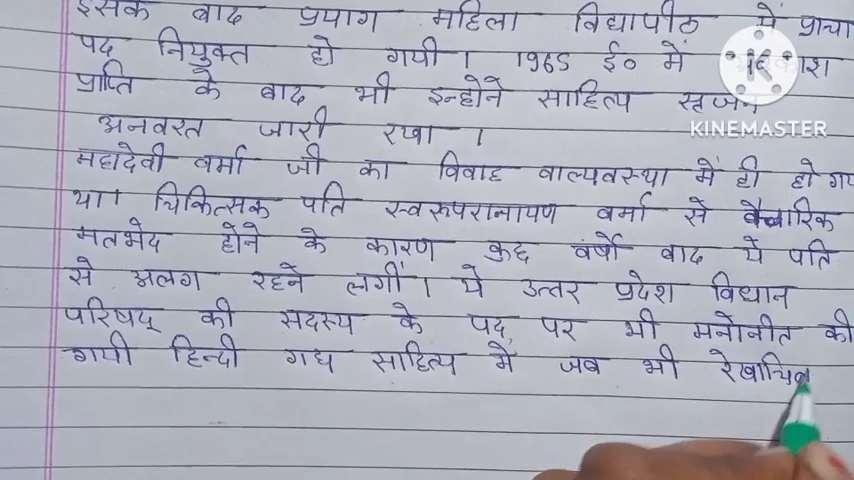 इसके बाद प्रयाग महिला विद्यापीठ में प्राचा
पद नियुक्त हो गयी। 1965 ई० में
प्राप्ति के बाद भी इन्होने साहित्य सृजन
अनवरत जारी रखा ।
महादेवी वर्मा जी का विवाह वाल्यवस्था में ही हो गय
था। चिकित्सक पति स्वरुपरानायण वर्मा से वैचारिक
मतभेद होने के कारण कुछ वर्षो बाद ये पति
से अलग रहने लगीं। ये उत्तर प्रदेश विधान
परिषद् की सदस्य के पद पर भी मनोनीत की
गयी हिन्दी गद्य साहित्य में जब भी रेखाचित्र
KINEMASTER